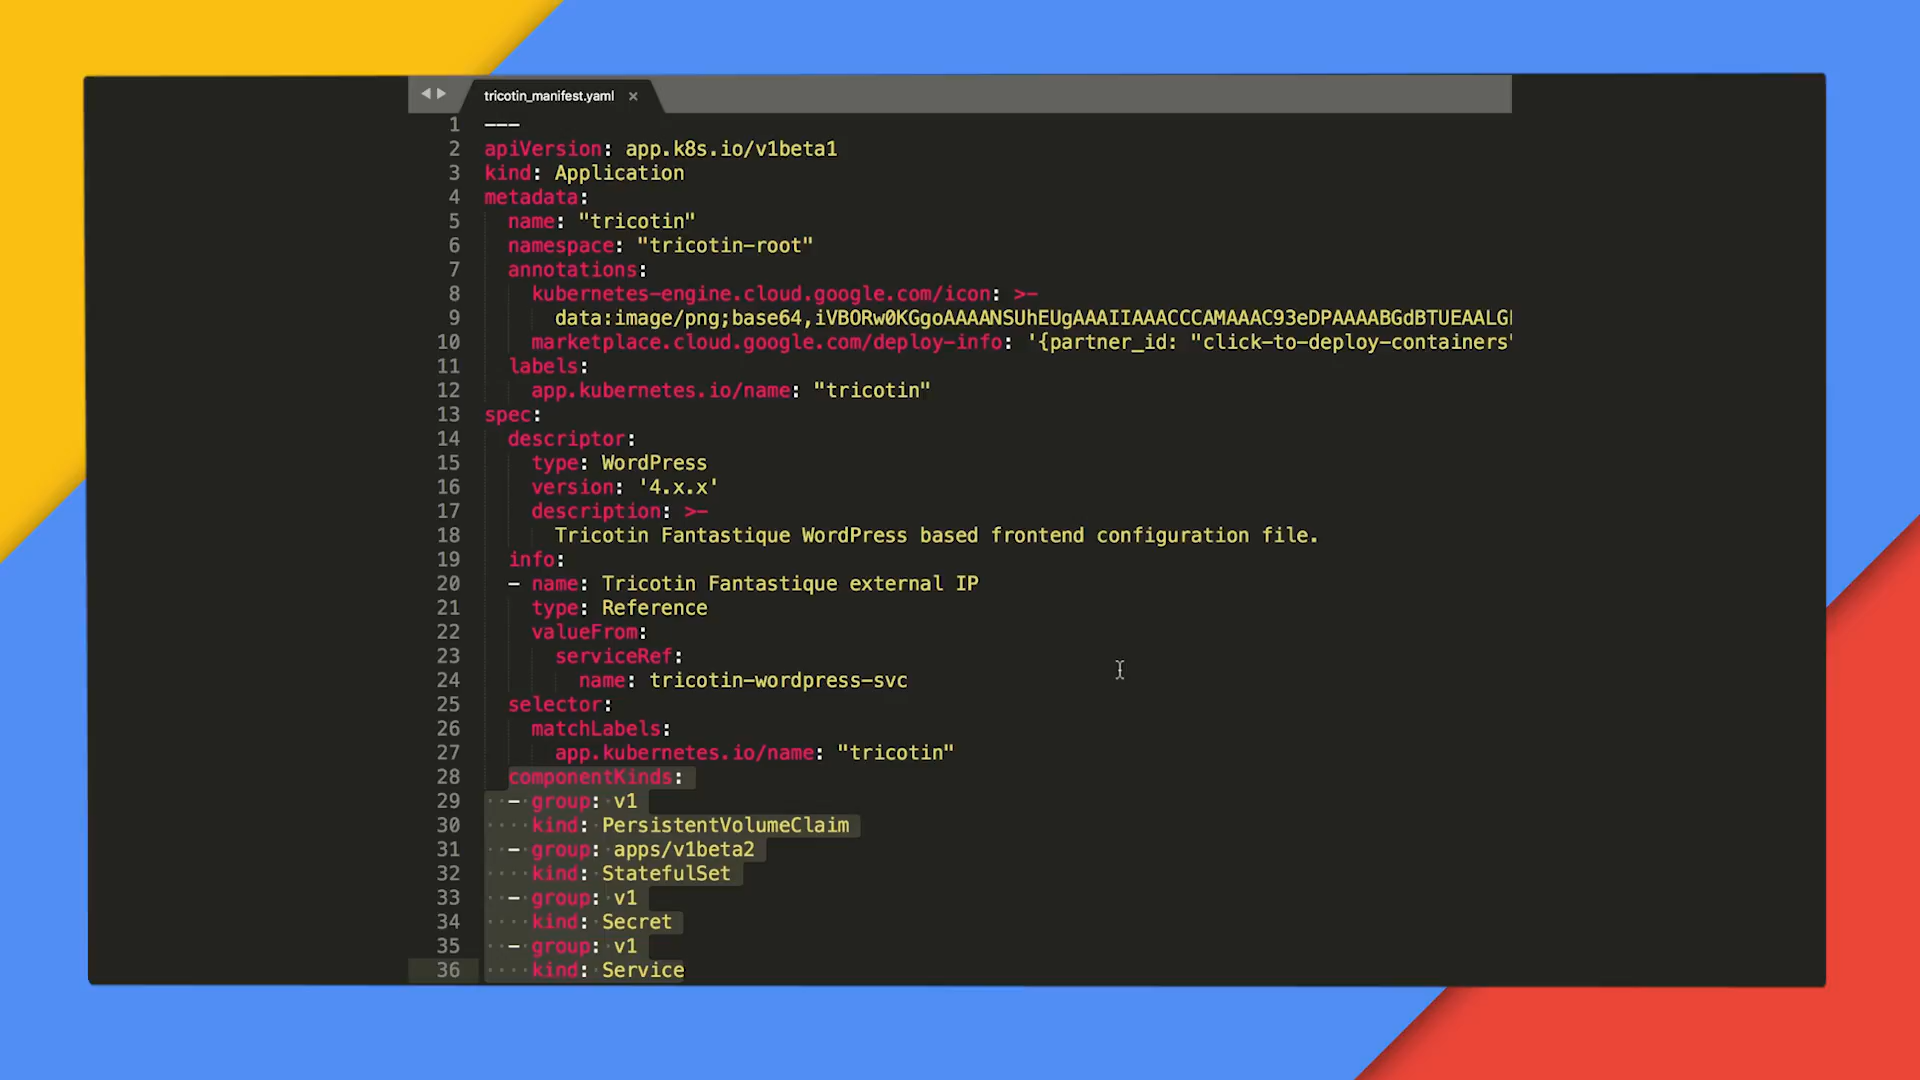 tricotin_manifest.yaml ×
1 ---
2 apiVersion: app.k8s.io/v1beta1
3 kind: Application
4 metadata:
5   name: "tricotin"
6   namespace: "tricotin-root"
7   annotations:
8     kubernetes-engine.cloud.google.com/icon: >-
9       data:image/png;base64,iVBORw0KGgoAAAANSUhEUgAAAIIAAACCCAMAAAC93eDPAAAABGdBTUEAALG
10     marketplace.cloud.google.com/deploy-info: '{partner_id: "click-to-deploy-containers"
11   labels:
12     app.kubernetes.io/name: "tricotin"
13 spec:
14   descriptor:
15     type: WordPress
16     version: '4.x.x'
17     description: >-
18       Tricotin Fantastique WordPress based frontend configuration file.
19   info:
20   - name: Tricotin Fantastique external IP
21     type: Reference
22     valueFrom:
23       serviceRef:
24         name: tricotin-wordpress-svc
25   selector:
26     matchLabels:
27       app.kubernetes.io/name: "tricotin"
28   componentKinds:
29   - group: v1
30     kind: PersistentVolumeClaim
31   - group: apps/v1beta2
32     kind: StatefulSet
33   - group: v1
34     kind: Secret
35   - group: v1
36     kind: Service